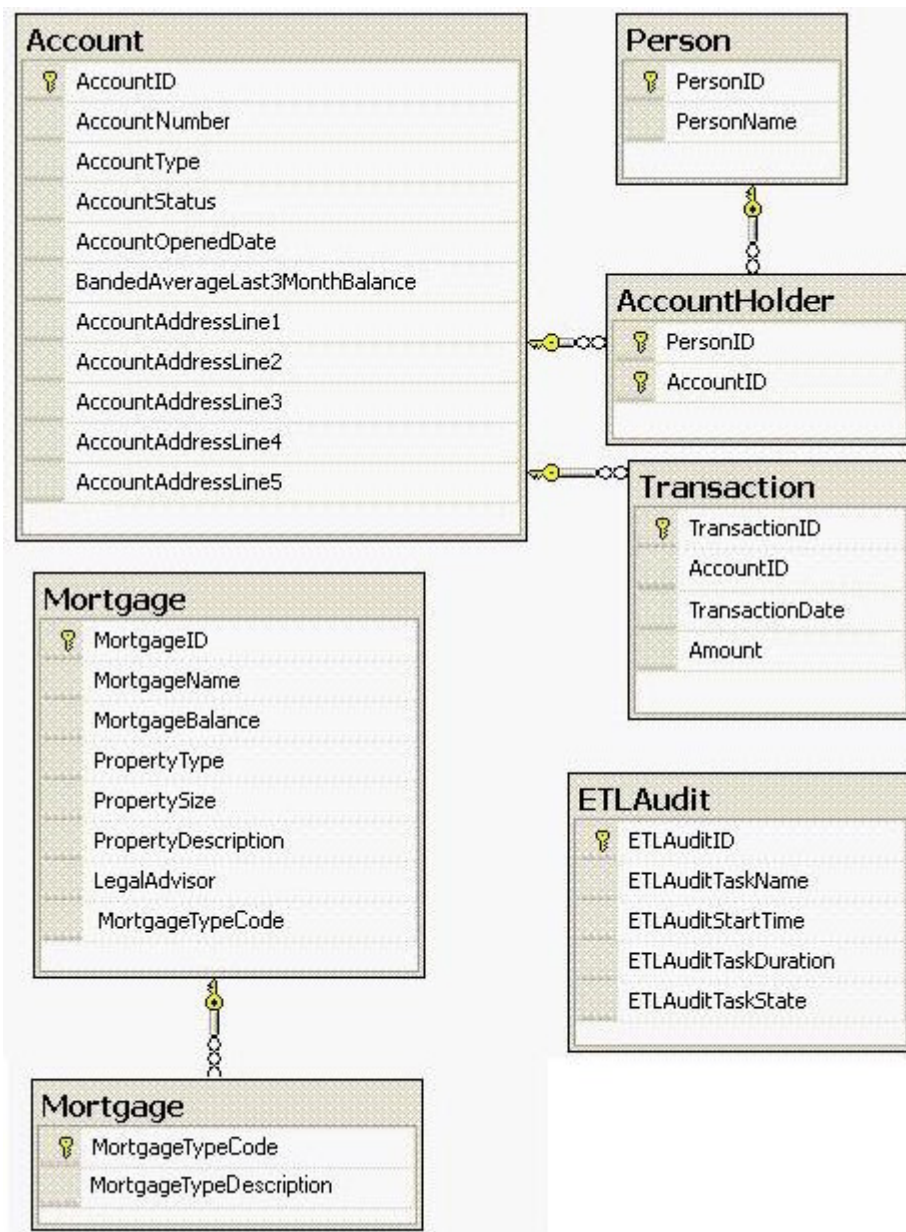 Account
AccountID
AccountNumber
AccountType
AccountStatus
AccountOpenedDate
BandedAverageLast3MonthBalance
AccountAddressLine1
AccountAddressLine2
AccountAddressLine3
AccountAddressLine4
AccountAddressLine5
Person
PersonID
PersonName
AccountHolder
PersonID
AccountID
Transaction
TransactionID
AccountID
TransactionDate
Amount
Mortgage
MortgageID
MortgageName
MortgageBalance
PropertyType
PropertySize
PropertyDescription
LegalAdvisor
MortgageTypeCode
ETLAudit
ETLAuditID
ETLAuditTaskName
ETLAuditStartTime
ETLAuditTaskDuration
ETLAuditTaskState
Mortgage
MortgageTypeCode
MortgageTypeDescription